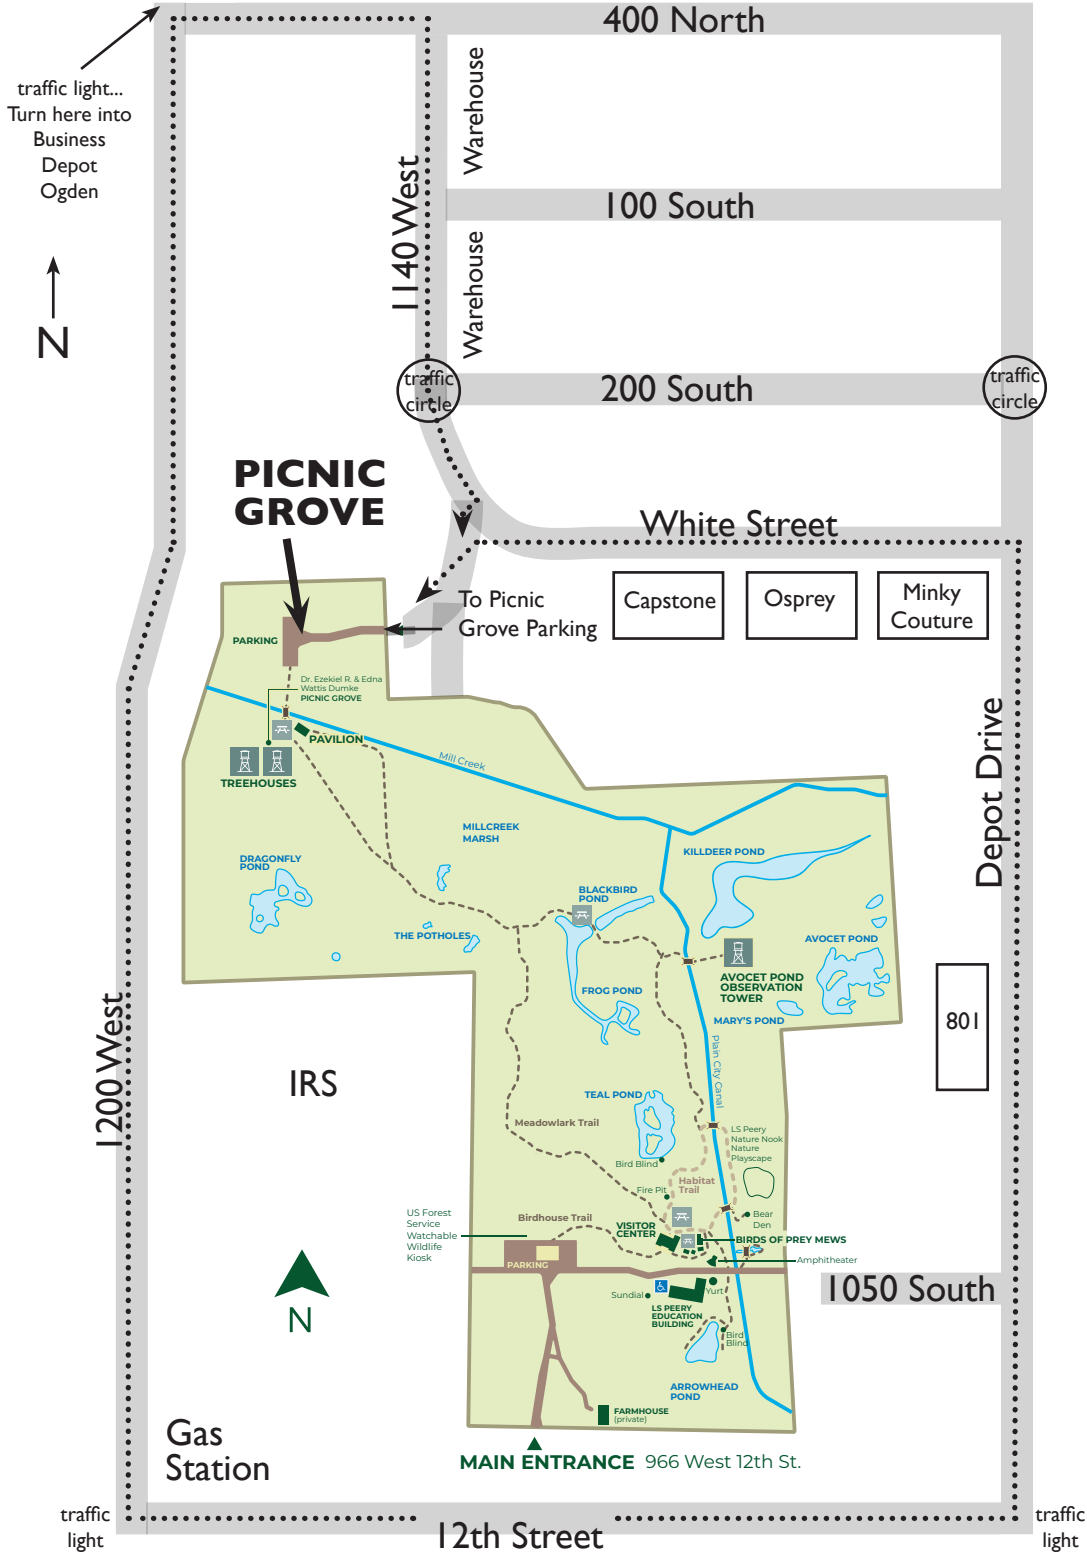 400 North
traffic light...
Turn here into
Business
Depot
Ogden
Warehouse
1140 West
100 South
Warehouse
N
traffic
circle
200 South
traffic
circle
PICNIC
GROVE
White Street
To Picnic
Grove Parking
Capstone
Osprey
Minky
Couture
PARKING
Dr. Ezekiel R. & Edna
Wattis Dumke
PICNIC GROVE
PAVILION
TREEHOUSES
Mill Creek
Depot Drive
MILLCREEK
MARSH
KILLDEER POND
DRAGONFLY
POND
BLACKBIRD
POND
THE POTHOLES
AVOCET POND
AVOCET POND
OBSERVATION
TOWER
FROG POND
MARY'S POND
801
1200 West
IRS
Plain City Canal
TEAL POND
Meadowlark Trail
LS Peery
Nature Nook
Nature
Playscape
Bird Blind
Habitat
Trail
Fire Pit
Bear
Den
US Forest
Service
Watchable
Wildlife
Kiosk
Birdhouse Trail
VISITOR
CENTER
BIRDS OF PREY MEWS
PARKING
Amphitheater
1050 South
Sundial
Yurt
LS PEERY
EDUCATION
BUILDING
N
Bird
Blind
ARROWHEAD
POND
FARMHOUSE
(private)
Gas
Station
MAIN ENTRANCE 966 West 12th St.
traffic
light
12th Street
traffic
light